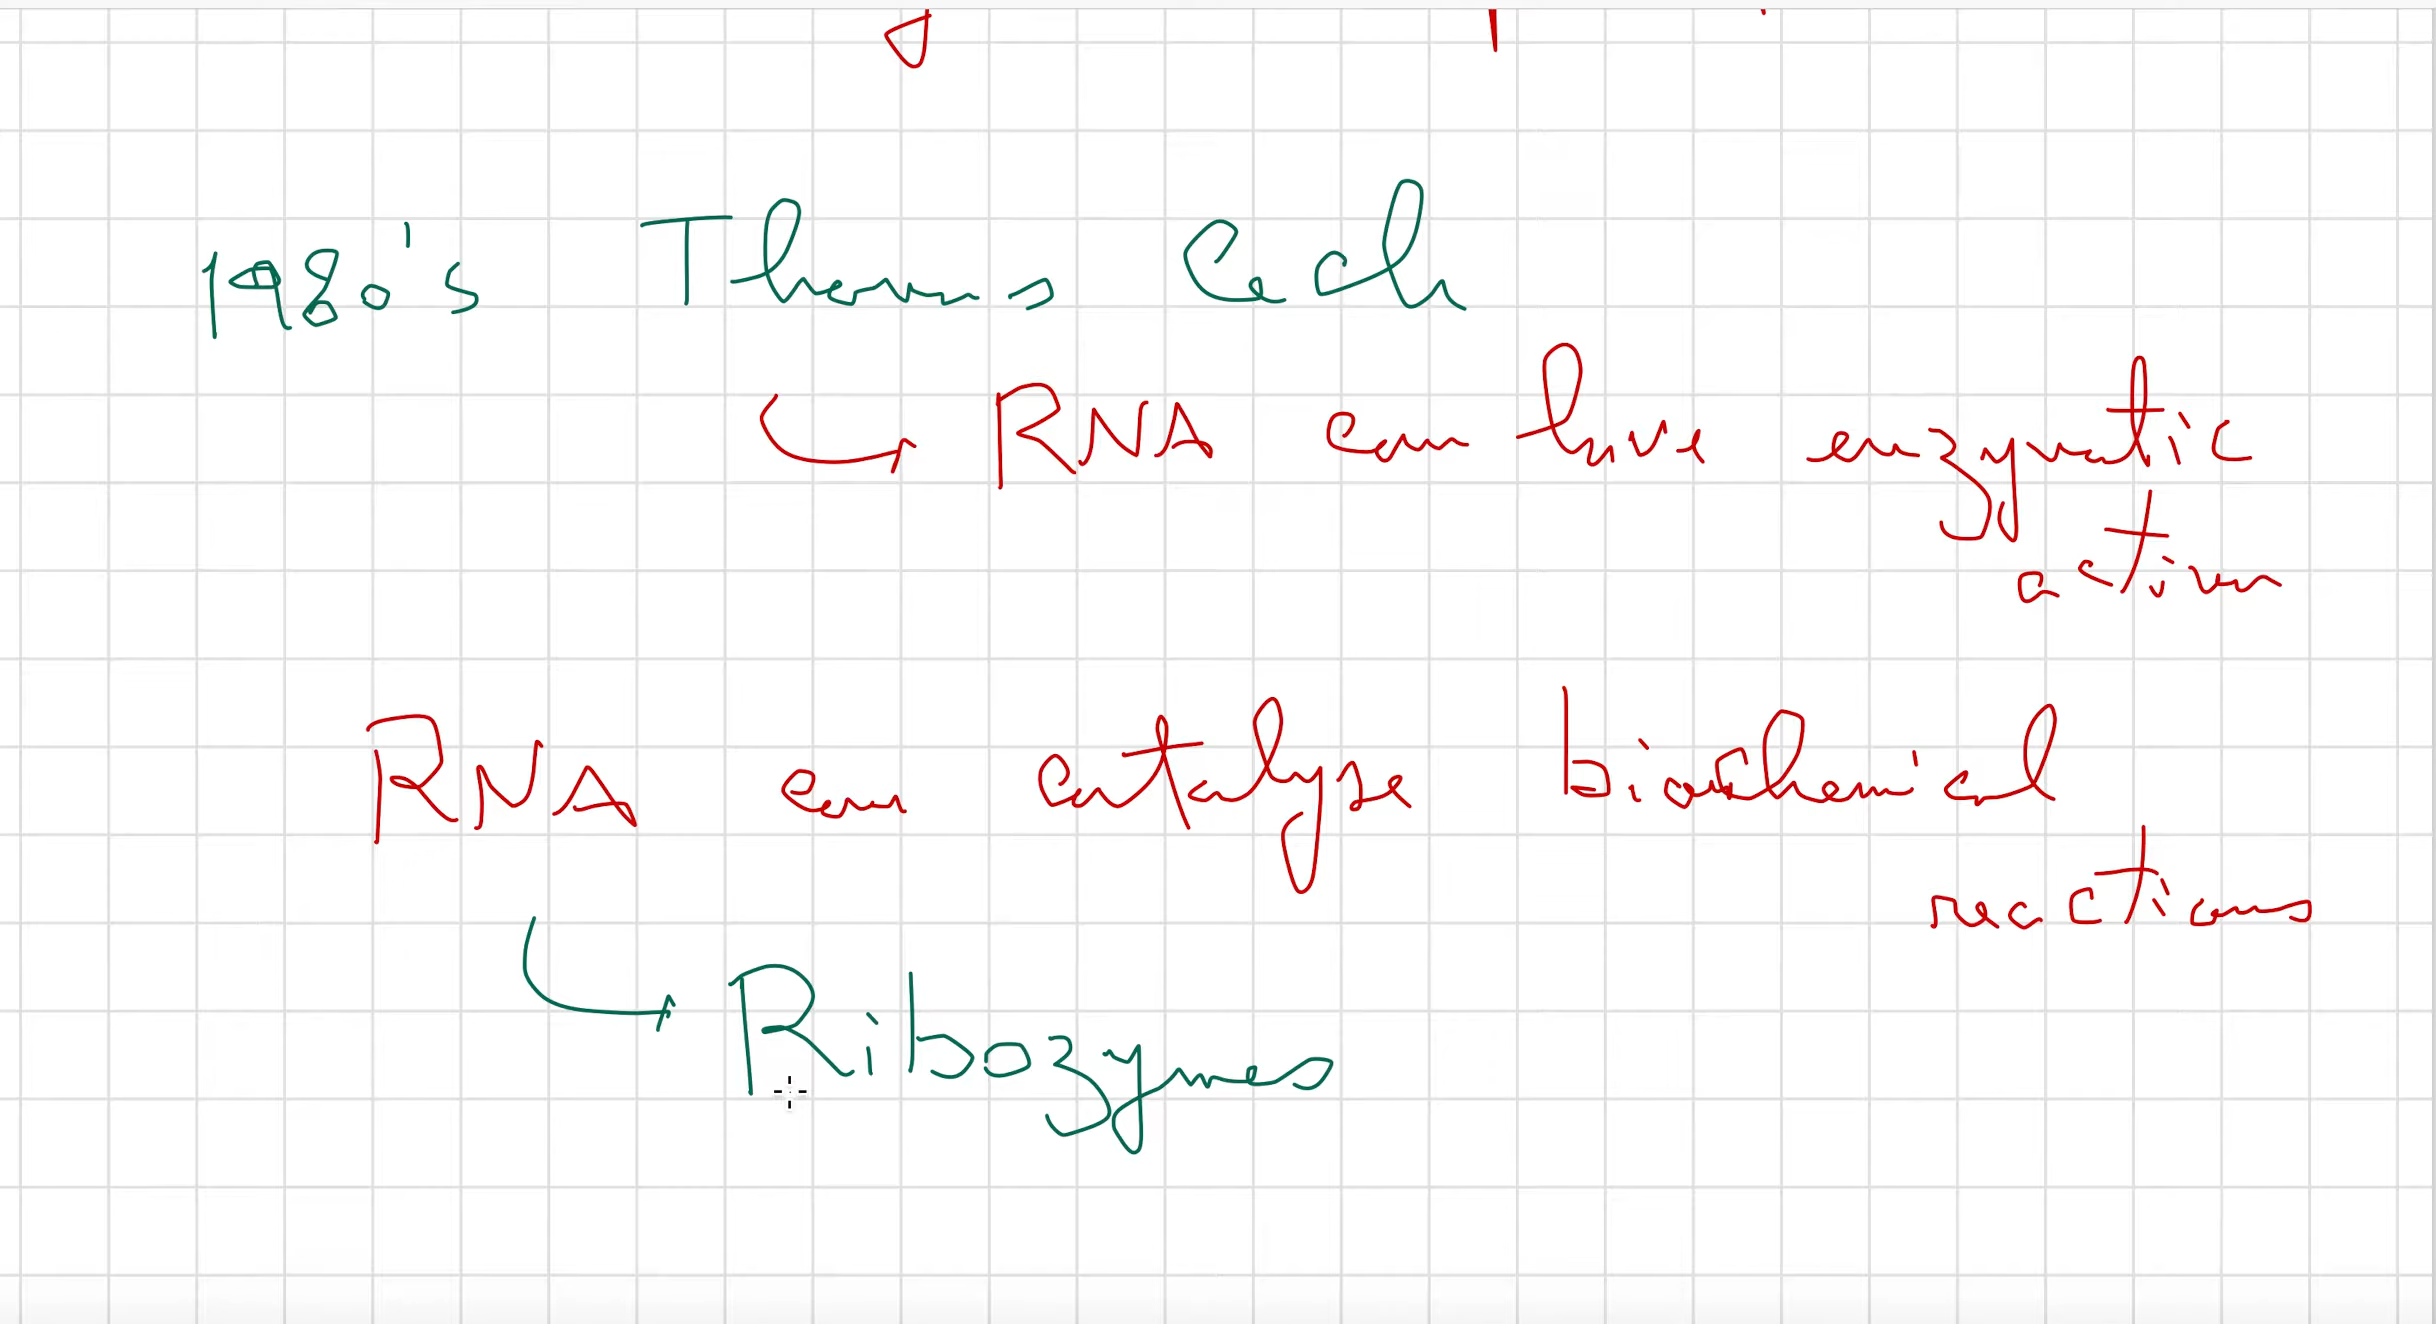 1980's Thomas Cech
↳ RNA can have enzymatic
action
RNA can catalyze biochemical
reactions
↳ Ribozymes